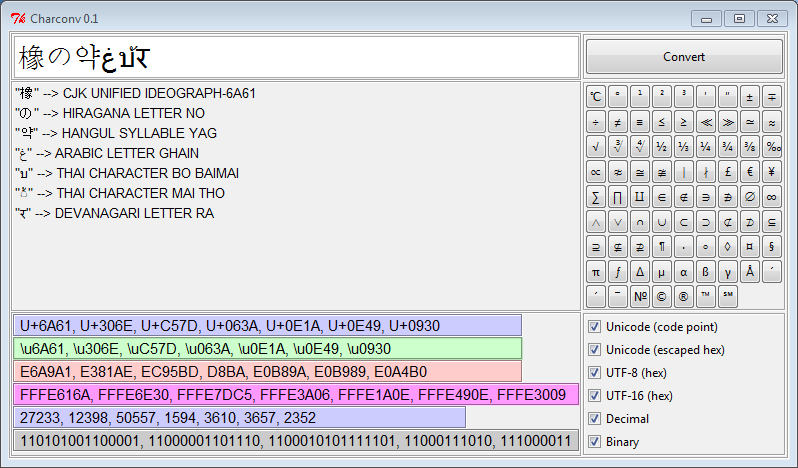 Charconv 0.1
橡の약غบ้र
Convert
"橡" --> CJK UNIFIED IDEOGRAPH-6A61
"の" --> HIRAGANA LETTER NO
"약" --> HANGUL SYLLABLE YAG
"غ" --> ARABIC LETTER GHAIN
"บ" --> THAI CHARACTER BO BAIMAI
"้" --> THAI CHARACTER MAI THO
"र" --> DEVANAGARI LETTER RA
℃ ° ¹ ² ³ ′ ″ ± ∓
÷ ≠ ≡ ≤ ≥ ≪ ≫ ≃ ≈
√ ∛ ∜ ½ ⅓ ¼ ¾ ⅜ ‰
∝ ≅ ≇ ∣ ∤ £ € ¥
∑ ∏ ∐ ∈ ∉ ∋ ∌ ∅ ∞
∧ ∨ ∩ ∪ ⊂ ⊃ ⊄ ⊅ ⊆
⊇ ⊈ ⊉ ¶ · ∘ ◊ ¤ §
π ƒ Δ µ α ß γ Å ´
‾ № © ® ™ ℠
U+6A61, U+306E, U+C57D, U+063A, U+0E1A, U+0E49, U+0930
\u6A61, \u306E, \uC57D, \u063A, \u0E1A, \u0E49, \u0930
E6A9A1, E381AE, EC95BD, D8BA, E0B89A, E0B989, E0A4B0
FFFE616A, FFFE6E30, FFFE7DC5, FFFE3A06, FFFE1A0E, FFFE490E, FFFE3009
27233, 12398, 50557, 1594, 3610, 3657, 2352
110101001100001, 11000001101110, 1100010101111101, 11000111010, 111000011
Unicode (code point)
Unicode (escaped hex)
UTF-8 (hex)
UTF-16 (hex)
Decimal
Binary